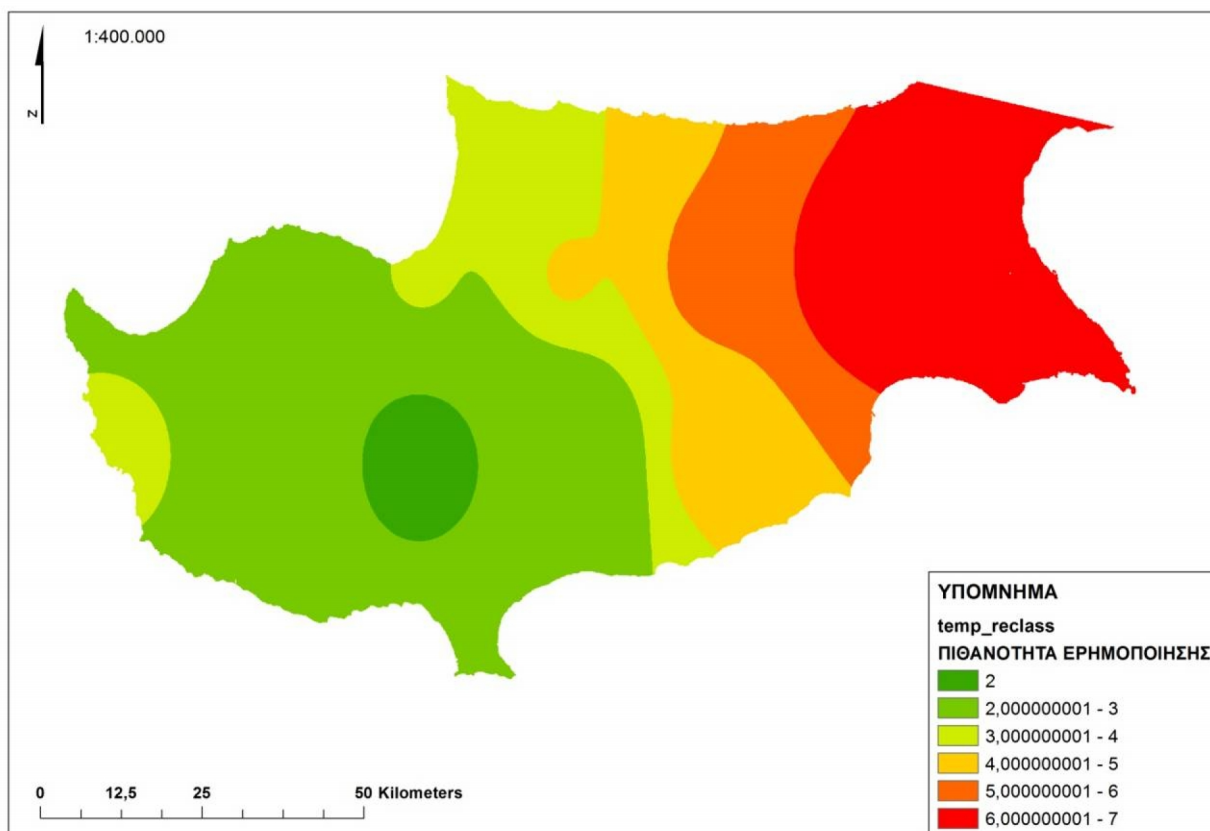 1:400.000
z
ΥΠΟΜΝΗΜΑ
temp_reclass
ΠΙΘΑΝΟΤΗΤΑ ΕΡΗΜΟΠΟΙΗΣΗΣ
2
2,000000001 - 3
3,000000001 - 4
4,000000001 - 5
5,000000001 - 6
6,000000001 - 7
0 12,5 25 50 Kilometers